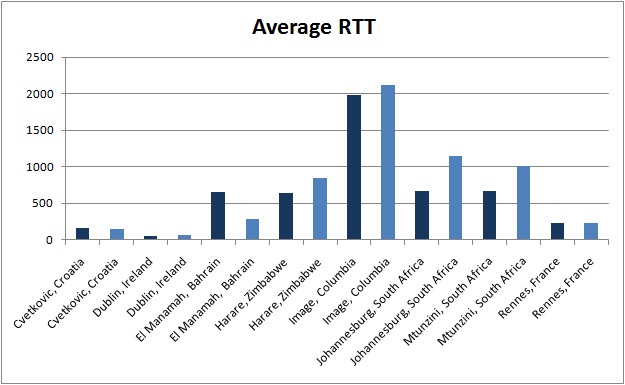 Average RTT
2500
2000
1500
1000
500
0
Cvetkovic, Croatia
Cvetkovic, Croatia
Dublin, Ireland
Dublin, Ireland
El Manamah, Bahrain
El Manamah, Bahrain
Harare, Zimbabwe
Harare, Zimbabwe
Image, Columbia
Image, Columbia
Johannesburg, South Africa
Johannesburg, South Africa
Mtunzini, South Africa
Mtunzini, South Africa
Rennes, France
Rennes, France